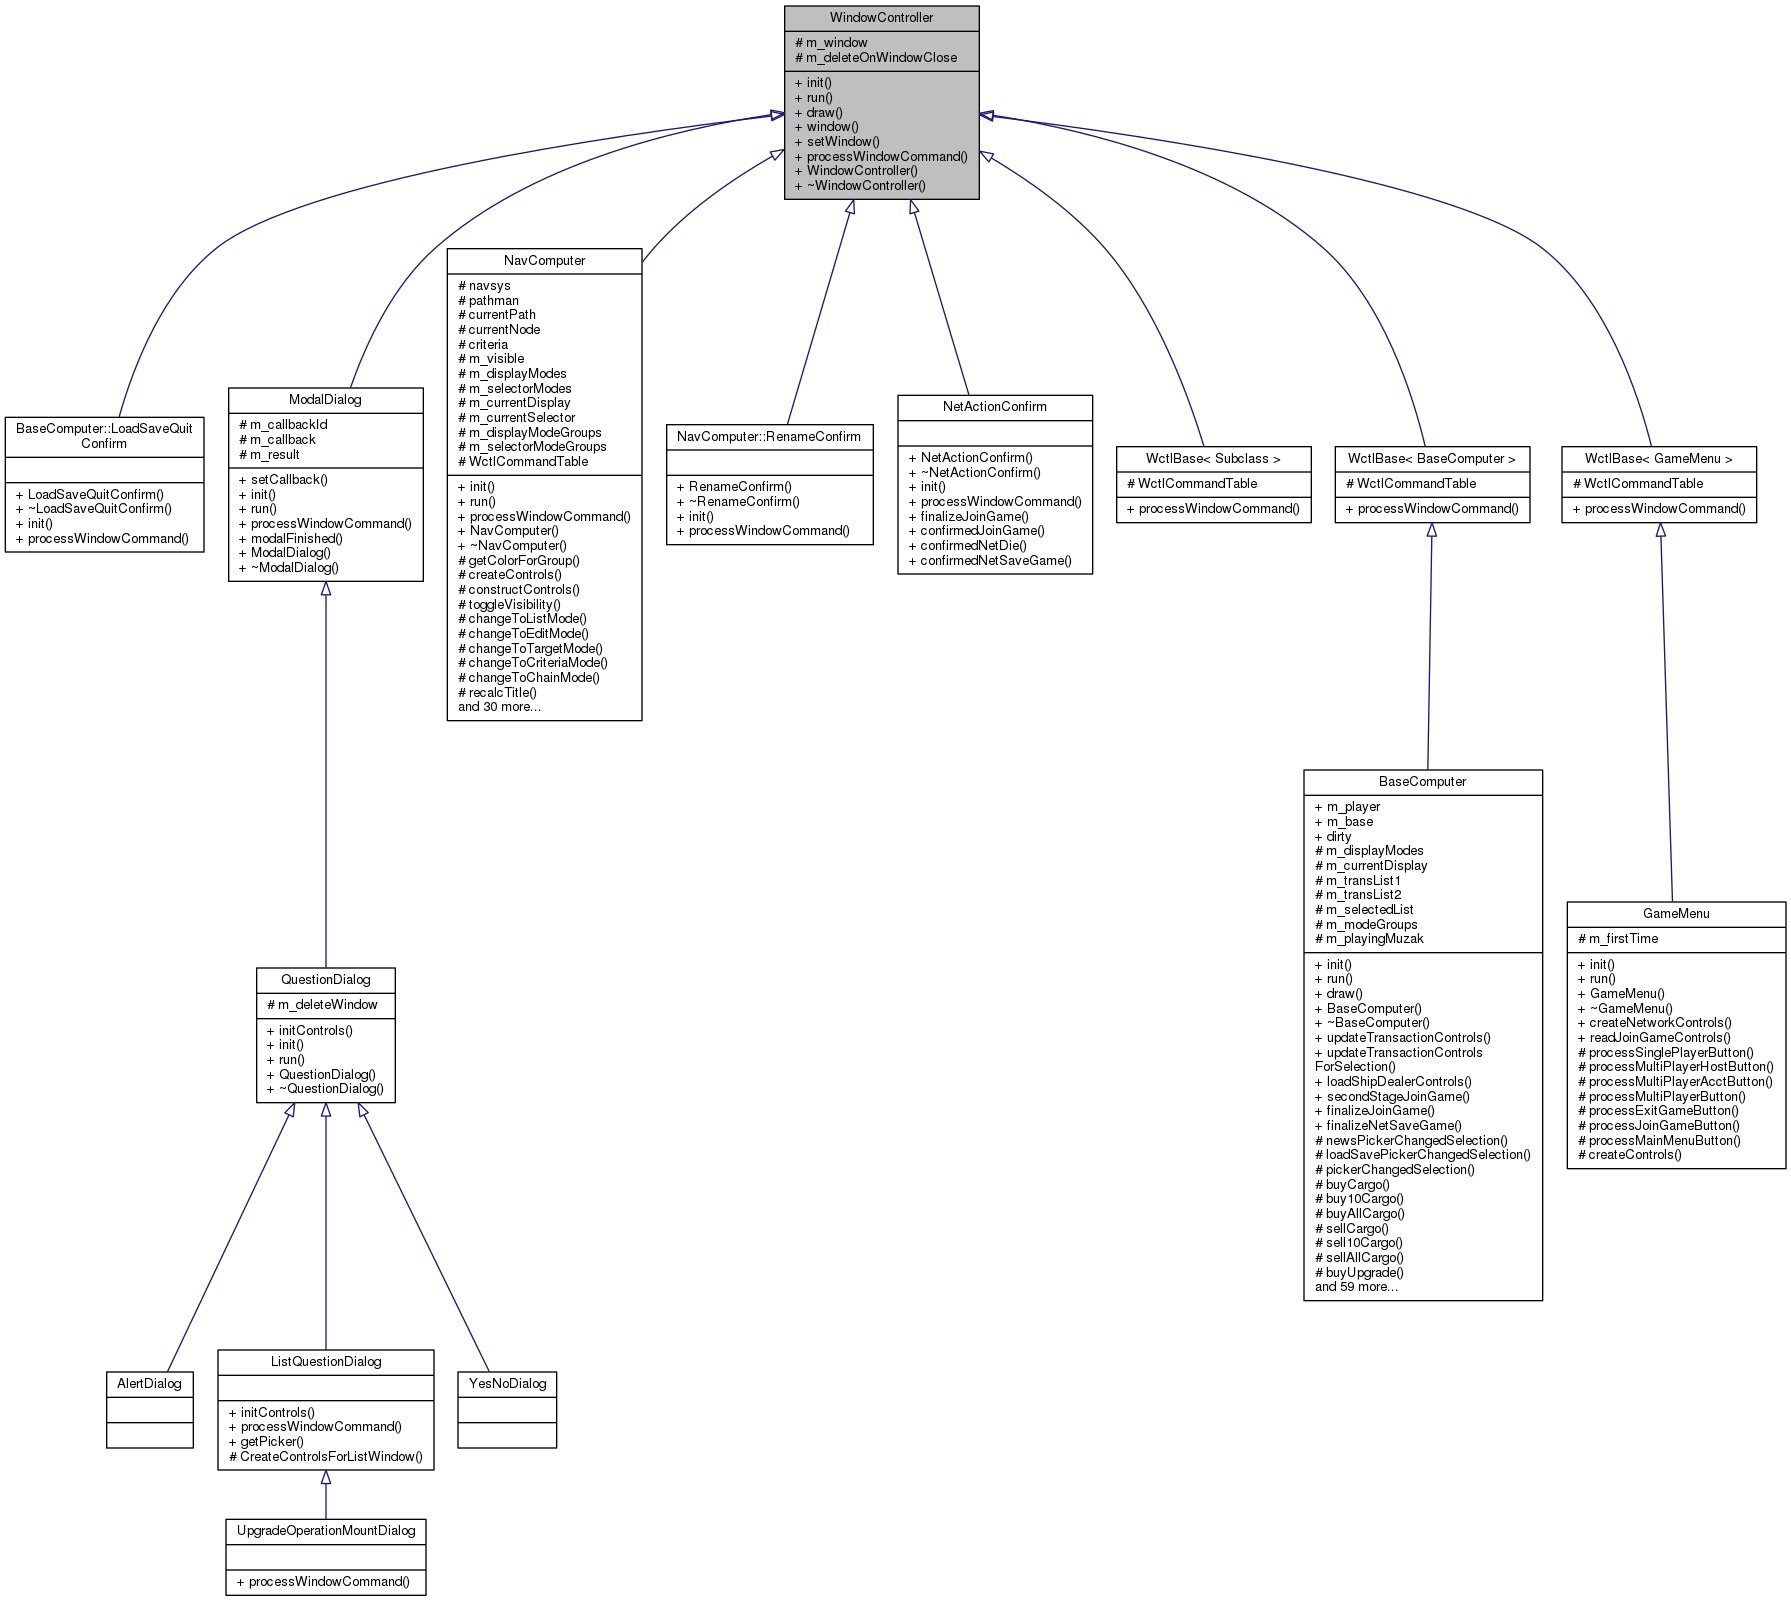 WindowController
# m_window
# m_deleteOnWindowClose
+ init()
+ run()
+ draw()
+ window()
+ setWindow()
+ processWindowCommand()
+ WindowController()
+ ~WindowController()
BaseComputer::LoadSaveQuit
Confirm
+ LoadSaveQuitConfirm()
+ ~LoadSaveQuitConfirm()
+ init()
+ processWindowCommand()
ModalDialog
# m_callbackId
# m_callback
# m_result
+ setCallback()
+ init()
+ run()
+ processWindowCommand()
+ modalFinished()
+ ModalDialog()
+ ~ModalDialog()
NavComputer
# navsys
# pathman
# currentPath
# currentNode
# criteria
# m_visible
# m_displayModes
# m_selectorModes
# m_currentDisplay
# m_currentSelector
# m_displayModeGroups
# m_selectorModeGroups
# WctlCommandTable
+ init()
+ run()
+ processWindowCommand()
+ NavComputer()
+ ~NavComputer()
# getColorForGroup()
# createControls()
# constructControls()
# toggleVisibility()
# changeToListMode()
# changeToEditMode()
# changeToTargetMode()
# changeToCriteriaMode()
# changeToChainMode()
# recalcTitle()
and 30 more...
NavComputer::RenameConfirm
+ RenameConfirm()
+ ~RenameConfirm()
+ init()
+ processWindowCommand()
NetActionConfirm
+ NetActionConfirm()
+ ~NetActionConfirm()
+ init()
+ processWindowCommand()
+ finalizeJoinGame()
+ confirmedJoinGame()
+ confirmedNetDie()
+ confirmedNetSaveGame()
WctlBase< Subclass >
# WctlCommandTable
+ processWindowCommand()
WctlBase< BaseComputer >
# WctlCommandTable
+ processWindowCommand()
WctlBase< GameMenu >
# WctlCommandTable
+ processWindowCommand()
BaseComputer
+ m_player
+ m_base
+ dirty
# m_displayModes
# m_currentDisplay
# m_transList1
# m_transList2
# m_selectedList
# m_modeGroups
# m_playingMuzak
+ init()
+ run()
+ draw()
+ BaseComputer()
+ ~BaseComputer()
+ updateTransactionControls()
+ updateTransactionControls
ForSelection()
+ loadShipDealerControls()
+ secondStageJoinGame()
+ finalizeJoinGame()
+ finalizeNetSaveGame()
# newsPickerChangedSelection()
# loadSavePickerChangedSelection()
# pickerChangedSelection()
# buyCargo()
# buy10Cargo()
# buyAllCargo()
# sellCargo()
# sell10Cargo()
# sellAllCargo()
# buyUpgrade()
and 59 more...
GameMenu
# m_firstTime
+ init()
+ run()
+ GameMenu()
+ ~GameMenu()
+ createNetworkControls()
+ readJoinGameControls()
# processSinglePlayerButton()
# processMultiPlayerHostButton()
# processMultiPlayerAcctButton()
# processMultiPlayerButton()
# processExitGameButton()
# processJoinGameButton()
# processMainMenuButton()
# createControls()
QuestionDialog
# m_deleteWindow
+ initControls()
+ init()
+ run()
+ QuestionDialog()
+ ~QuestionDialog()
AlertDialog
ListQuestionDialog
+ initControls()
+ processWindowCommand()
+ getPicker()
# CreateControlsForListWindow()
YesNoDialog
UpgradeOperationMountDialog
+ processWindowCommand()